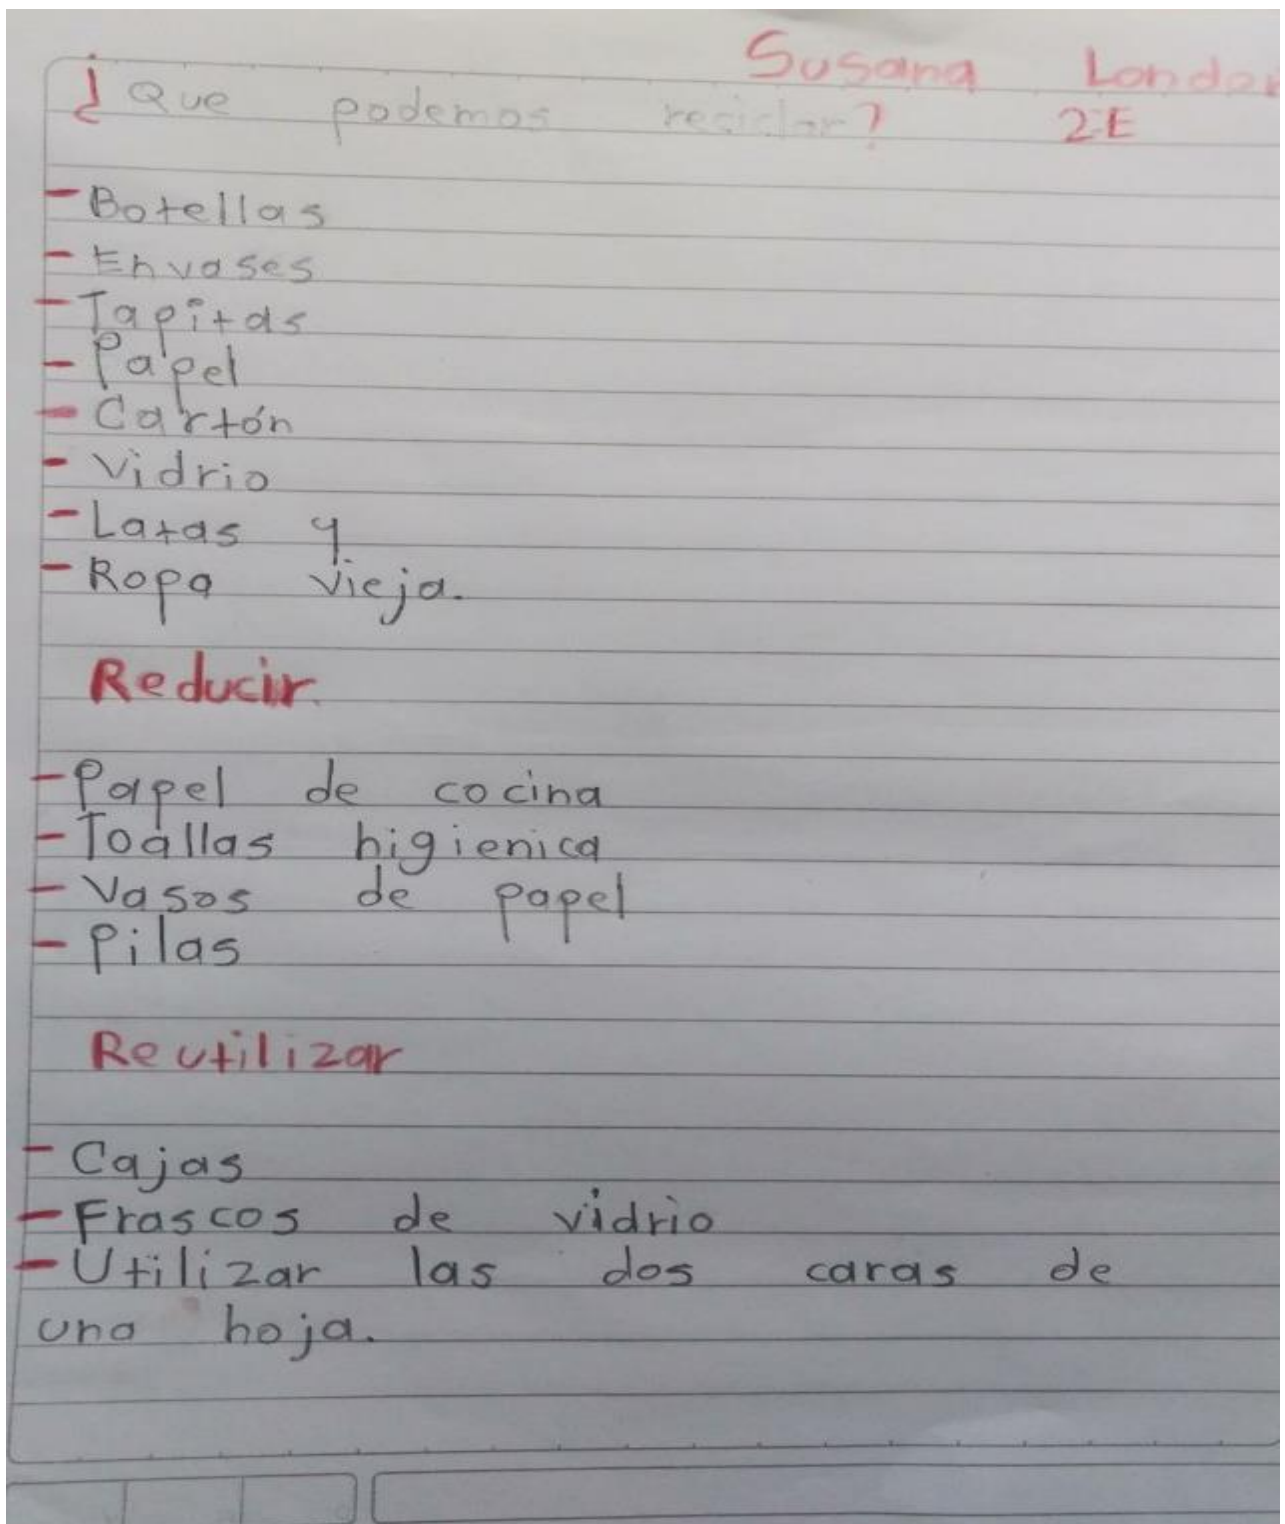 Susana
¿Que podemos reciclar? 2E
- Botellas
- Envases
- Tapitas
- Papel
- Cartón
- Vidrio
- Latas y
- Ropa vieja.
Reducir.
- Papel de cocina
- Toallas higienica
- Vasos de papel
- Pilas
Reutilizar
- Cajas
- Frascos de vidrio
- Utilizar las dos caras de
una hoja.